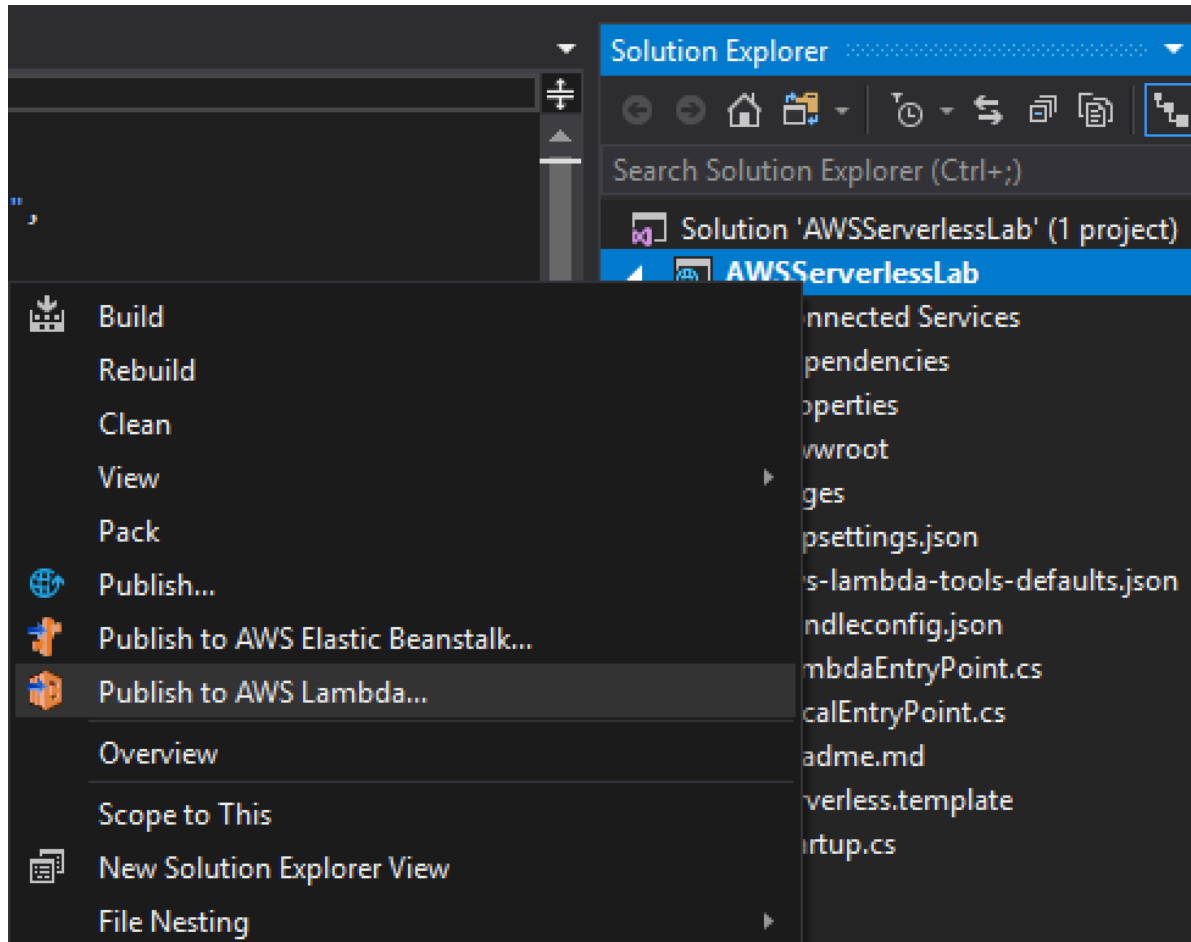 Solution Explorer
Search Solution Explorer (Ctrl+;)
",
Solution 'AWSServerlessLab' (1 project)
AWSServerlessLab
Build
nnected Services
Rebuild
pendencies
Clean
operties
View
wwroot
ges
Pack
psettings.json
Publish...
s-lambda-tools-defaults.json
Publish to AWS Elastic Beanstalk...
ndleconfig.json
Publish to AWS Lambda...
mbdaEntryPoint.cs
calEntryPoint.cs
Overview
adme.md
Scope to This
verless.template
New Solution Explorer View
rtup.cs
File Nesting